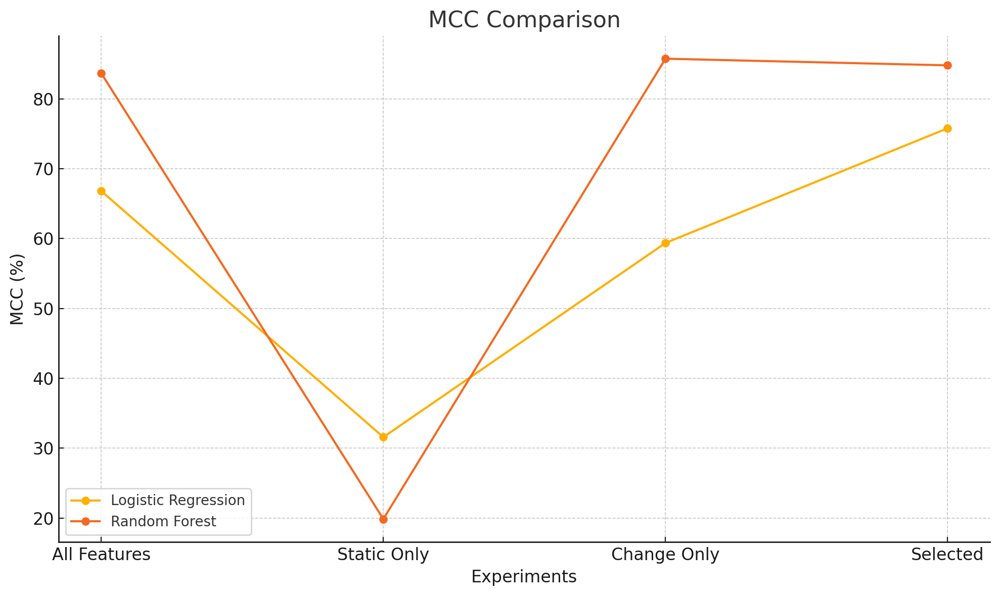 MCC Comparison
MCC (%)
80
70
60
50
40
30
20
Logistic Regression
Random Forest
All Features
Static Only
Change Only
Selected
Experiments